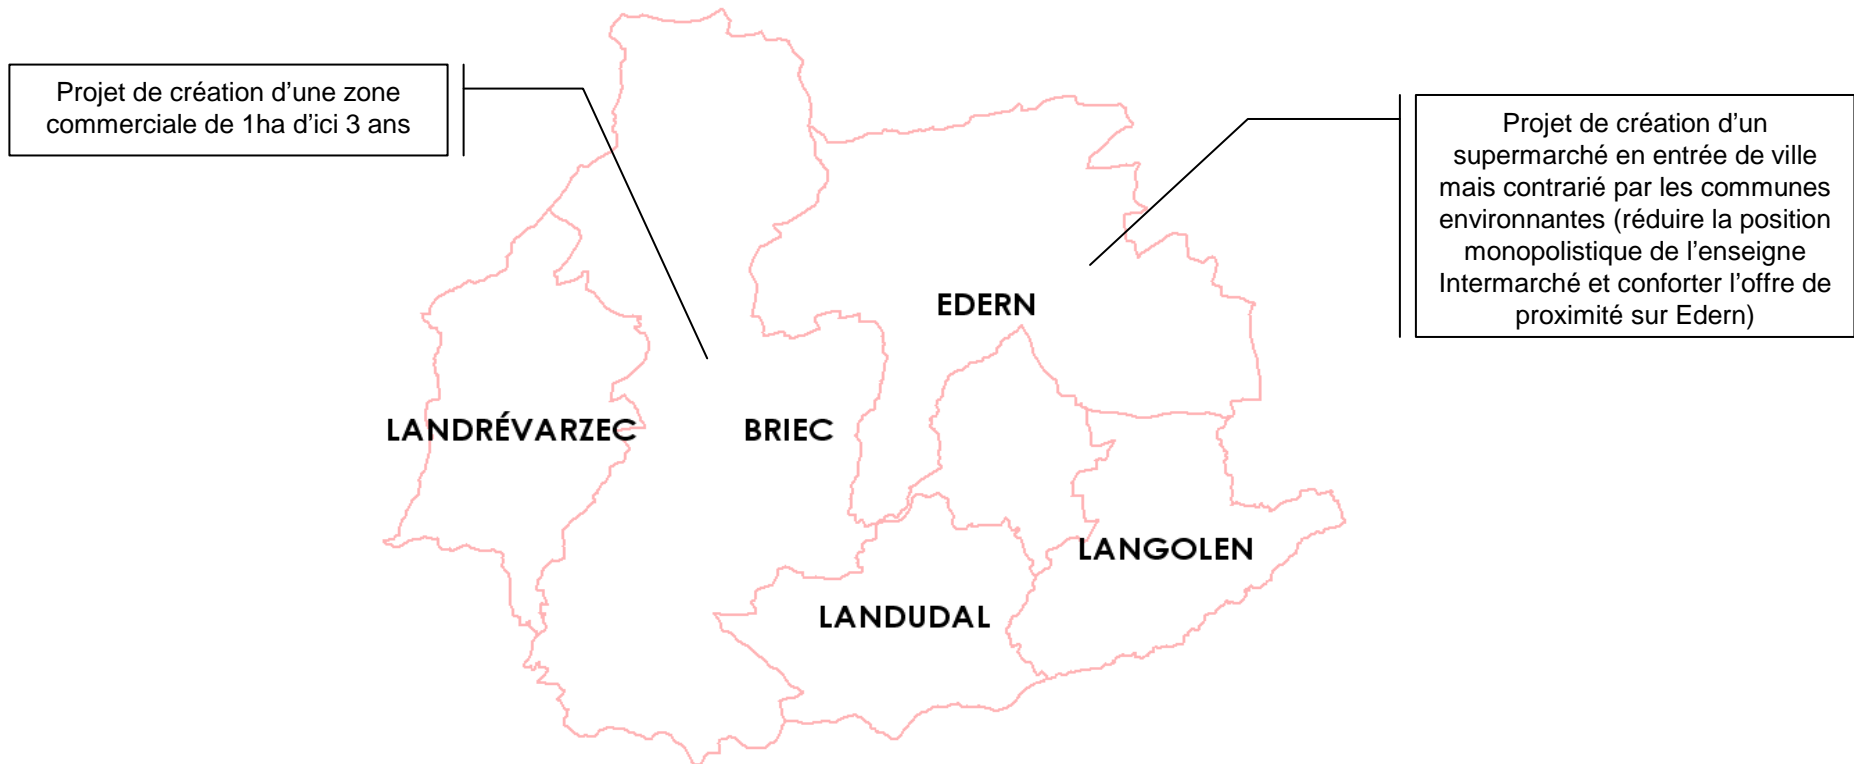 Projet de création d’une zone
commerciale de 1ha d’ici 3 ans
Projet de création d’un
supermarché en entrée de ville
mais contrarié par les communes
environnantes (réduire la position
monopolistique de l’enseigne
Intermarché et conforter l’offre de
proximité sur Edern)
EDERN
LANDRÉVARZEC
BRIEC
LANGOLEN
LANDUDAL